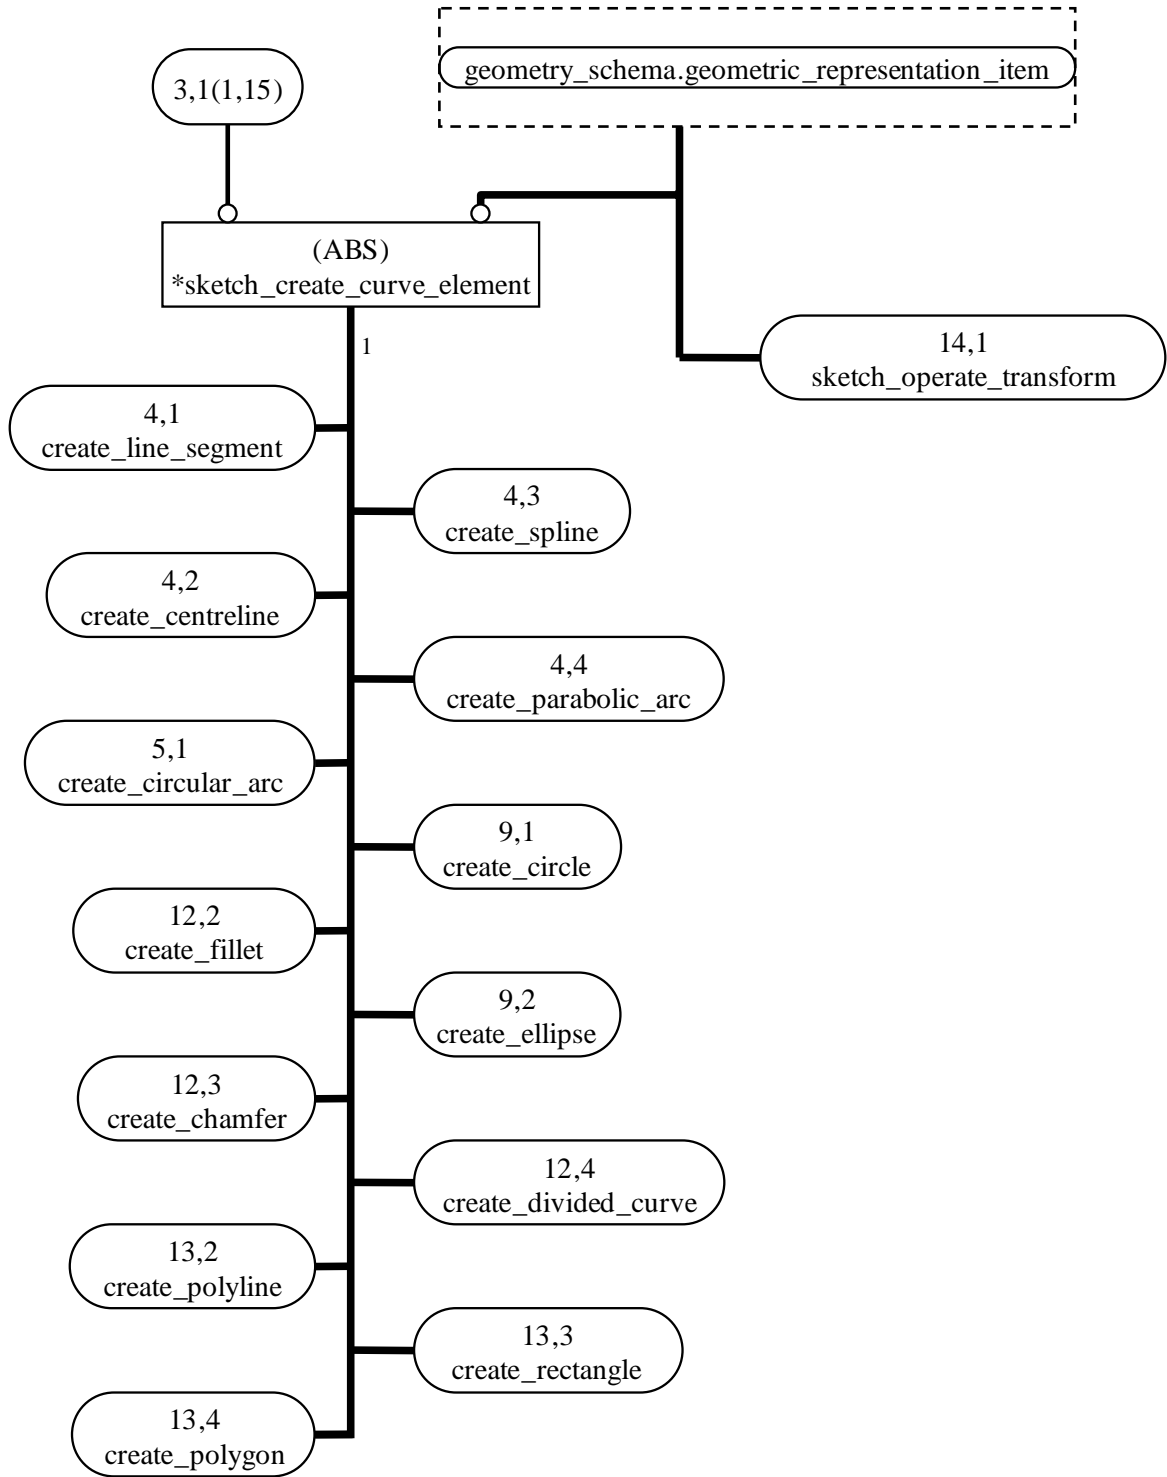 3,1(1,15)
geometry_schema.geometric_representation_item
(ABS)
*sketch_create_curve_element
1
14,1
sketch_operate_transform
4,1
create_line_segment
4,3
create_spline
4,2
create_centreline
4,4
create_parabolic_arc
5,1
create_circular_arc
9,1
create_circle
12,2
create_fillet
9,2
create_ellipse
12,3
create_chamfer
12,4
create_divided_curve
13,2
create_polyline
13,3
create_rectangle
13,4
create_polygon